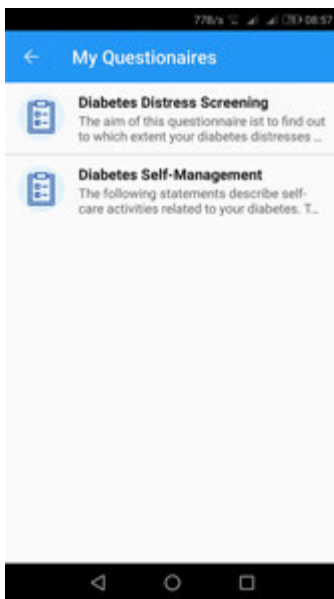 778/s 08:57
My Questionaires
Diabetes Distress Screening
The aim of this questionnaire ist to find out
to which extent your diabetes distresses ...
Diabetes Self-Management
The following statements describe self-
care activities related to your diabetes. T...